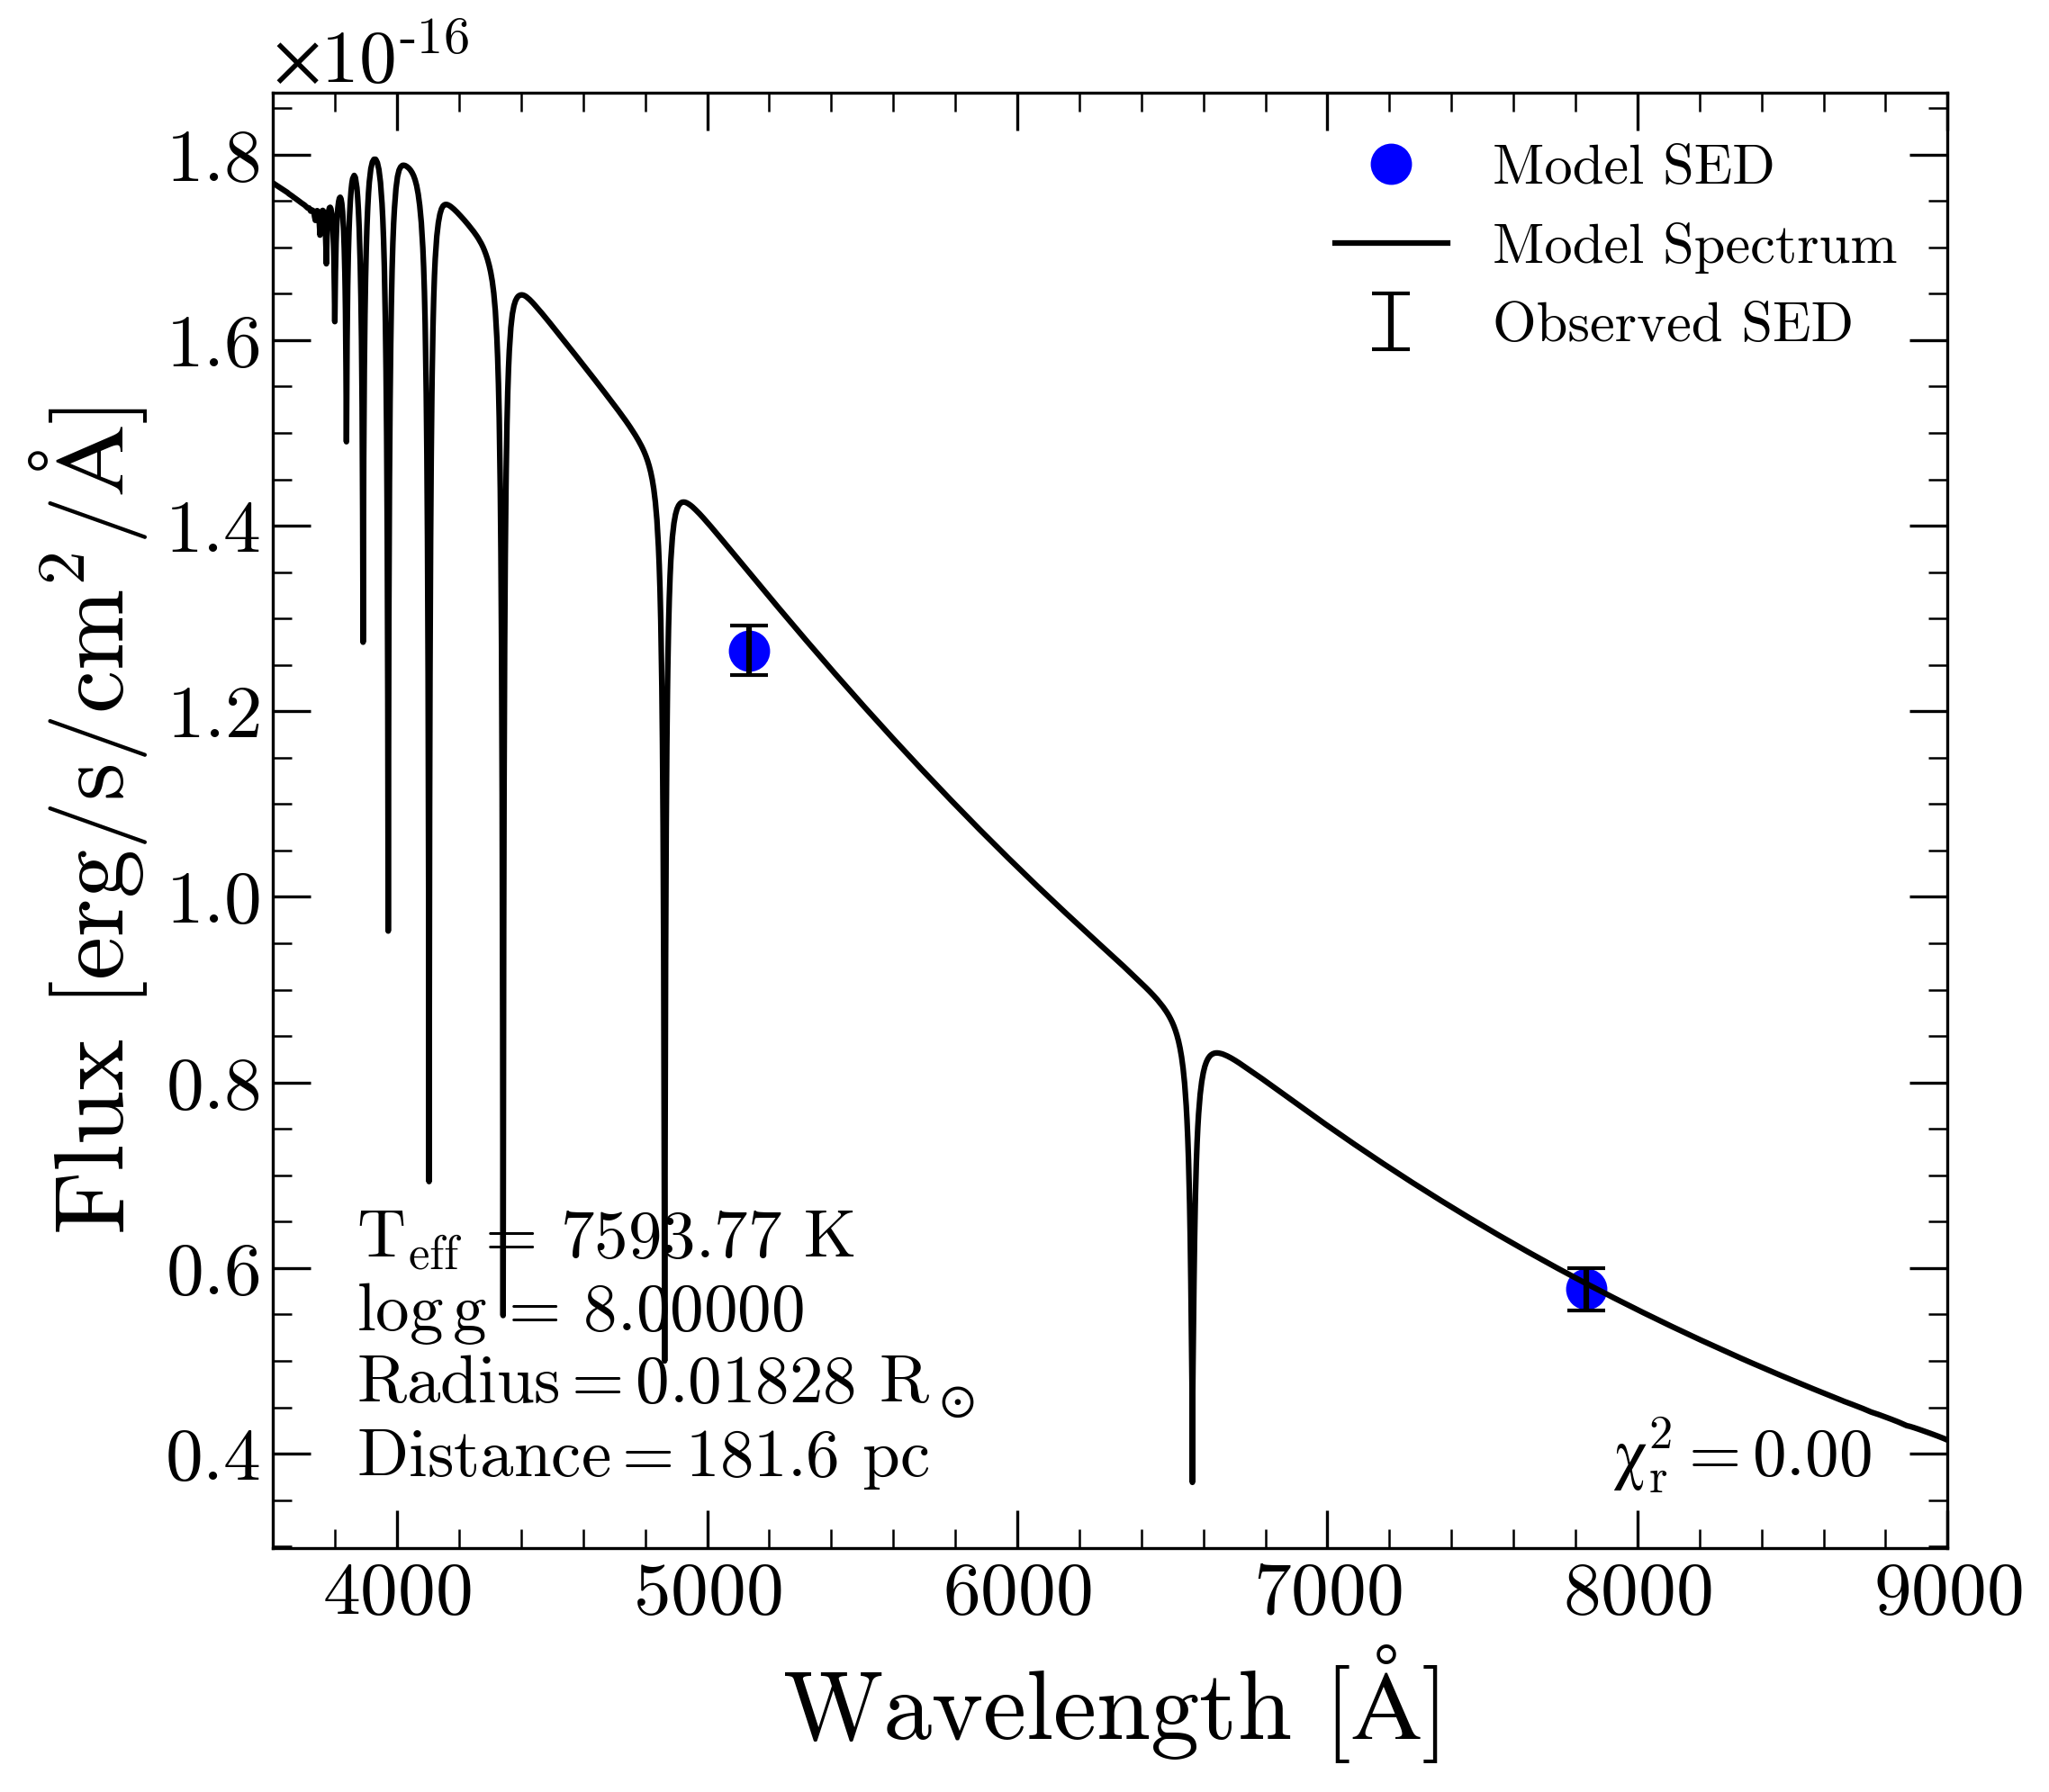 ×10-16
Flux [erg/s/cm2/Å]
1.8
1.6
1.4
1.2
1.0
0.8
0.6
0.4
Model SED
Model Spectrum
Observed SED
Teff = 7593.77 K
log g = 8.00000
Radius = 0.01828 R⊙
Distance = 181.6 pc
χ2r = 0.00
4000 5000 6000 7000 8000 9000
Wavelength [Å]